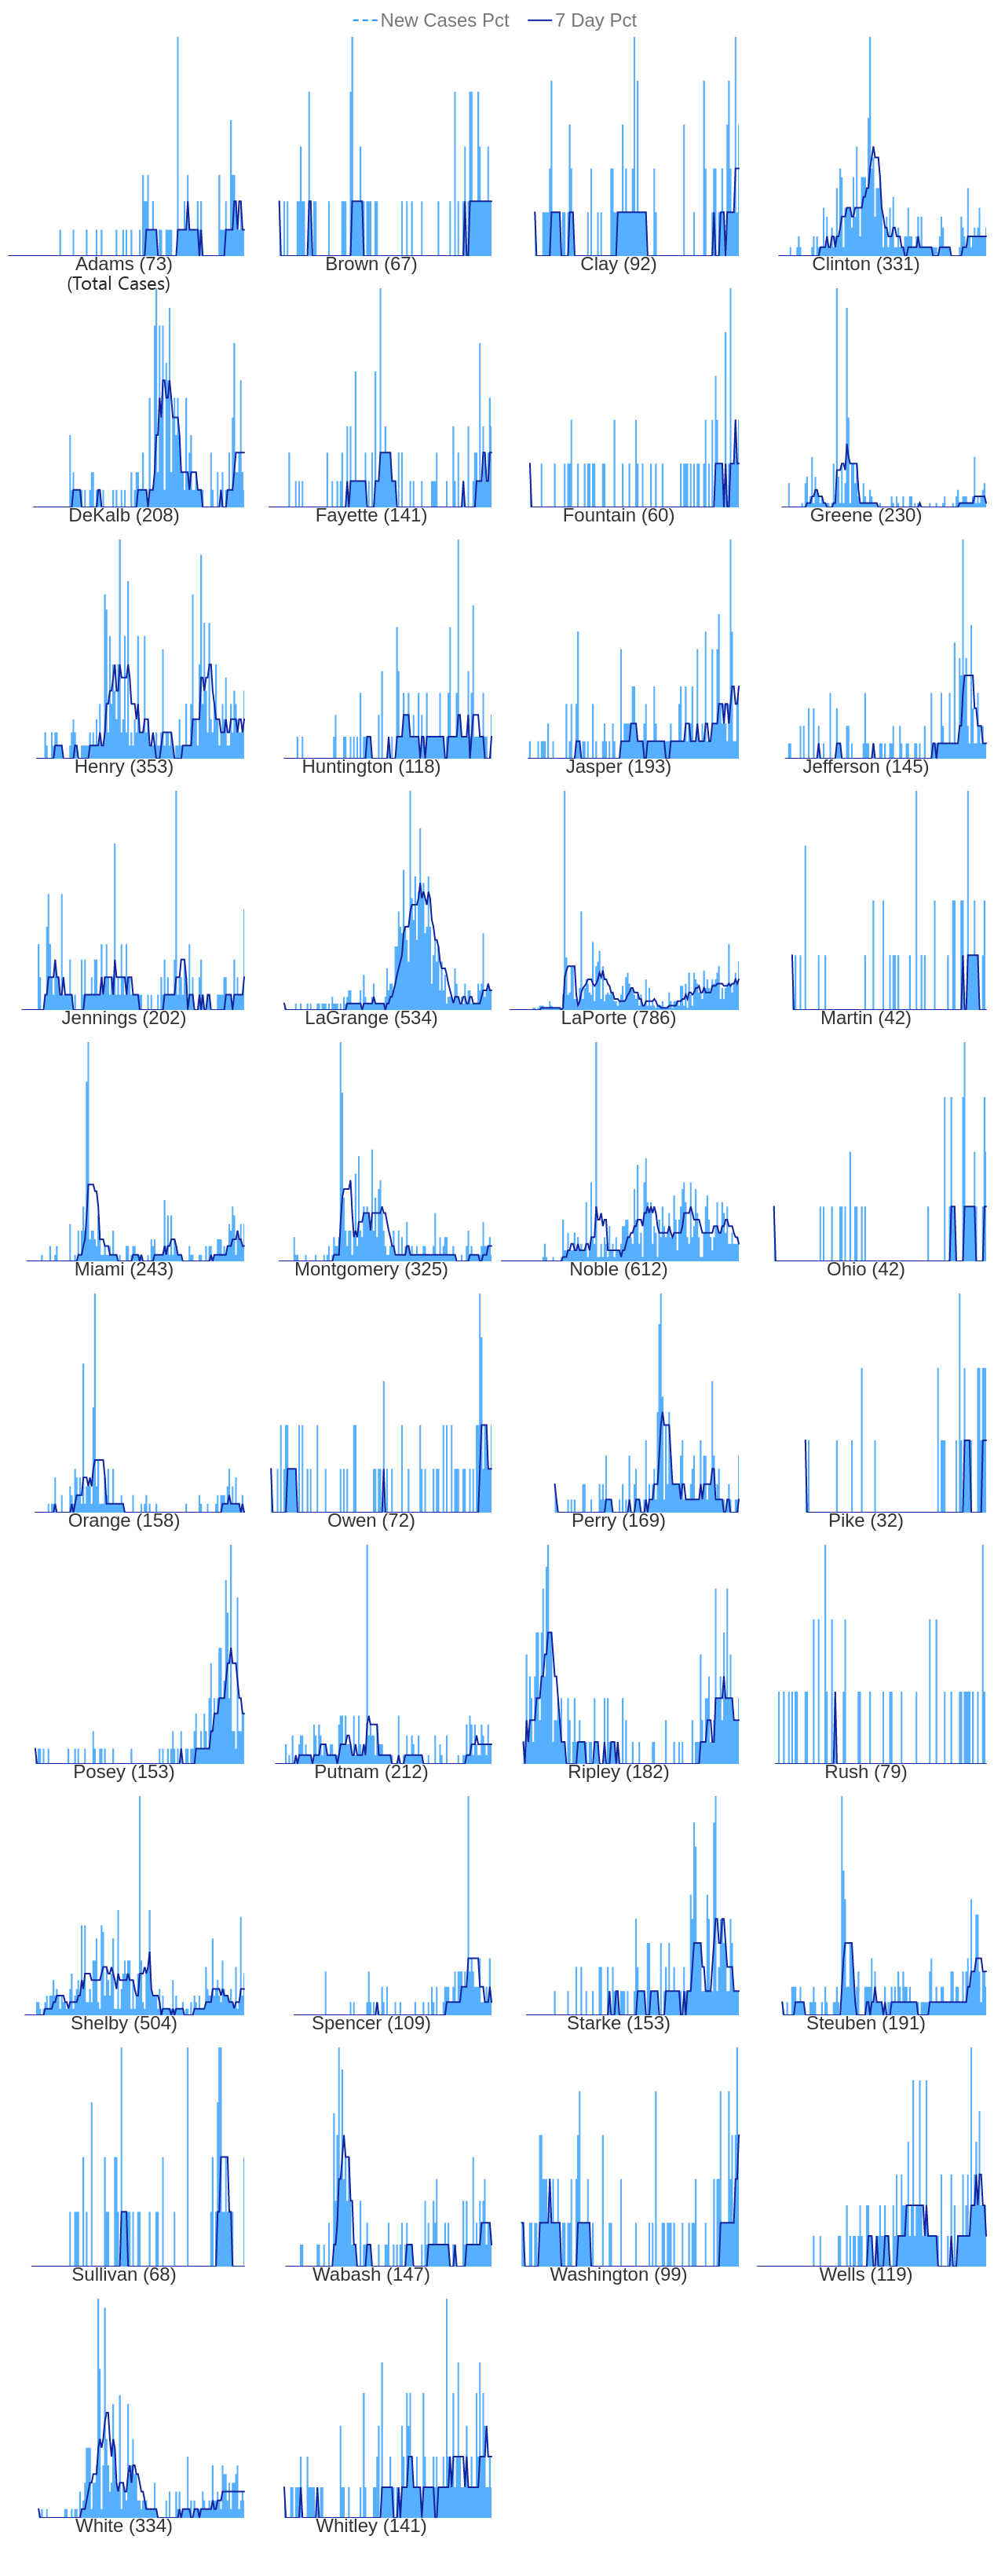 New Cases Pct 7 Day Pct
Adams (73) Brown (67) Clay (92) Clinton (331)
(Total Cases)
DeKalb (208) Fayette (141) Fountain (60) Greene (230)
Henry (353) Huntington (118) Jasper (193) Jefferson (145)
Jennings (202) LaGrange (534) LaPorte (786) Martin (42)
Miami (243) Montgomery (325) Noble (612) Ohio (42)
Orange (158) Owen (72) Perry (169) Pike (32)
Posey (153) Putnam (212) Ripley (182) Rush (79)
Shelby (504) Spencer (109) Starke (153) Steuben (191)
Sullivan (68) Wabash (147) Washington (99) Wells (119)
White (334) Whitley (141)